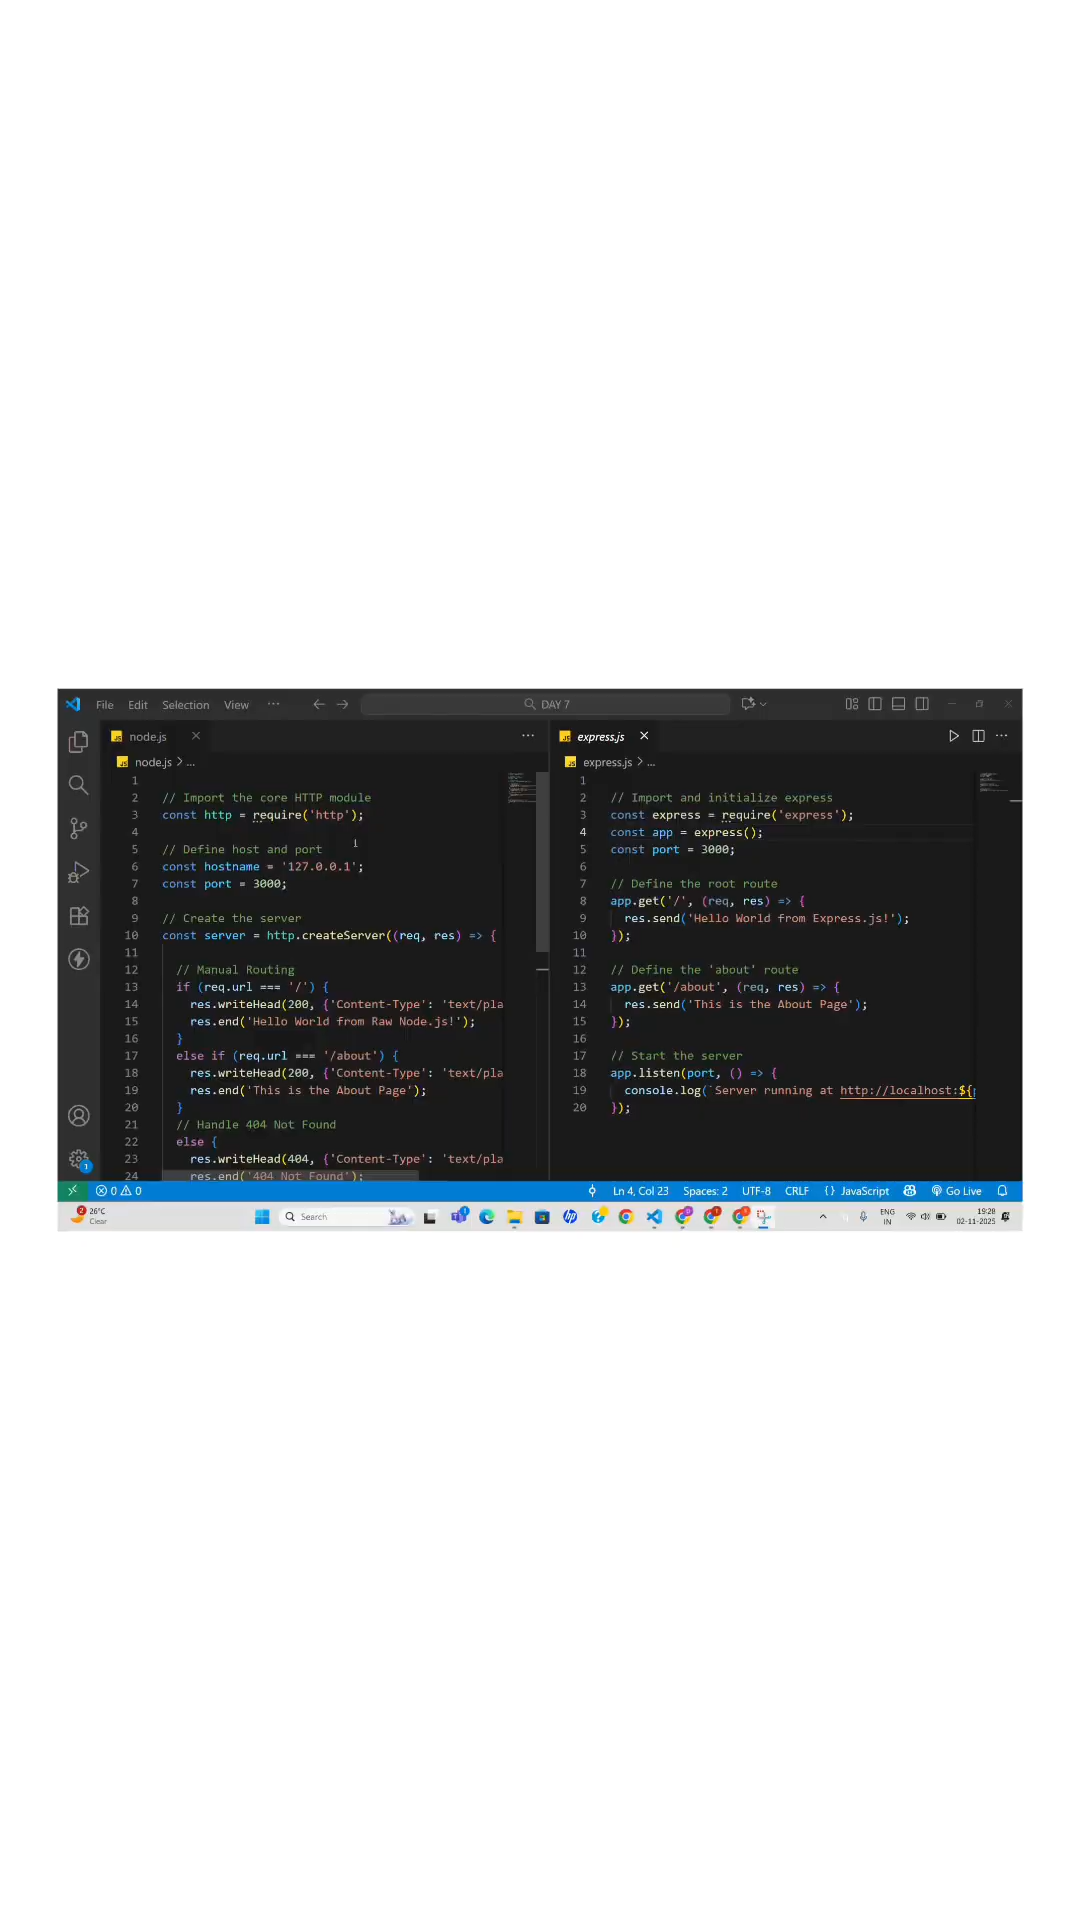 File Edit Selection View ··· DAY 7
node.js
node.js > ...
1
2 // Import the core HTTP module
3 const http = require('http');
4
5 // Define host and port
6 const hostname = '127.0.0.1';
7 const port = 3000;
8
9 // Create the server
10 const server = http.createServer((req, res) => {
11
12 // Manual Routing
13 if (req.url === '/') {
14 res.writeHead(200, {'Content-Type': 'text/pla
15 res.end('Hello World from Raw Node.js!');
16 }
17 else if (req.url === '/about') {
18 res.writeHead(200, {'Content-Type': 'text/pla
19 res.end('This is the About Page');
20 }
21 // Handle 404 Not Found
22 else {
23 res.writeHead(404, {'Content-Type': 'text/pla
24 res.end('404 Not Found');
express.js
express.js > ...
1
2 // Import and initialize express
3 const express = require('express');
4 const app = express();
5 const port = 3000;
6
7 // Define the root route
8 app.get('/', (req, res) => {
9 res.send('Hello World from Express.js!');
10 });
11
12 // Define the 'about' route
13 app.get('/about', (req, res) => {
14 res.send('This is the About Page');
15 });
16
17 // Start the server
18 app.listen(port, () => {
19 console.log(`Server running at http://localhost:${
20 });
0 0 Ln 4, Col 23 Spaces: 2 UTF-8 CRLF {} JavaScript Go Live
26°C
Clear
Search
ENG
IN
19:28
02-11-2025